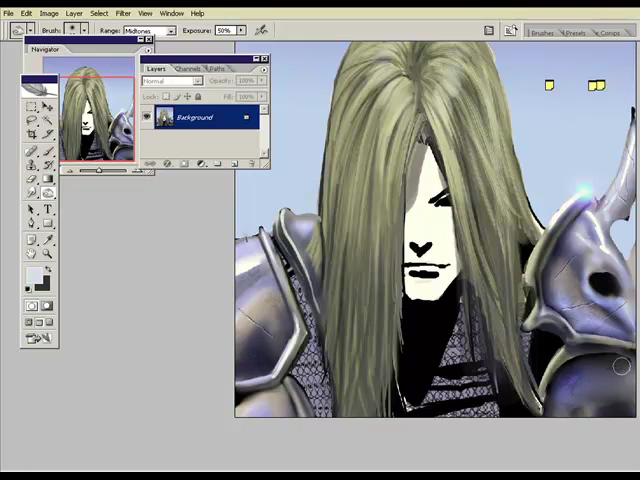 File Edit Image Layer Select Filter View Window Help
Brush: Range: Midtones Exposure: 50%
Brushes Presets Comps
Navigator
Layers Channels Paths
Normal Opacity: 100%
Lock: Fill: 100%
Background
T